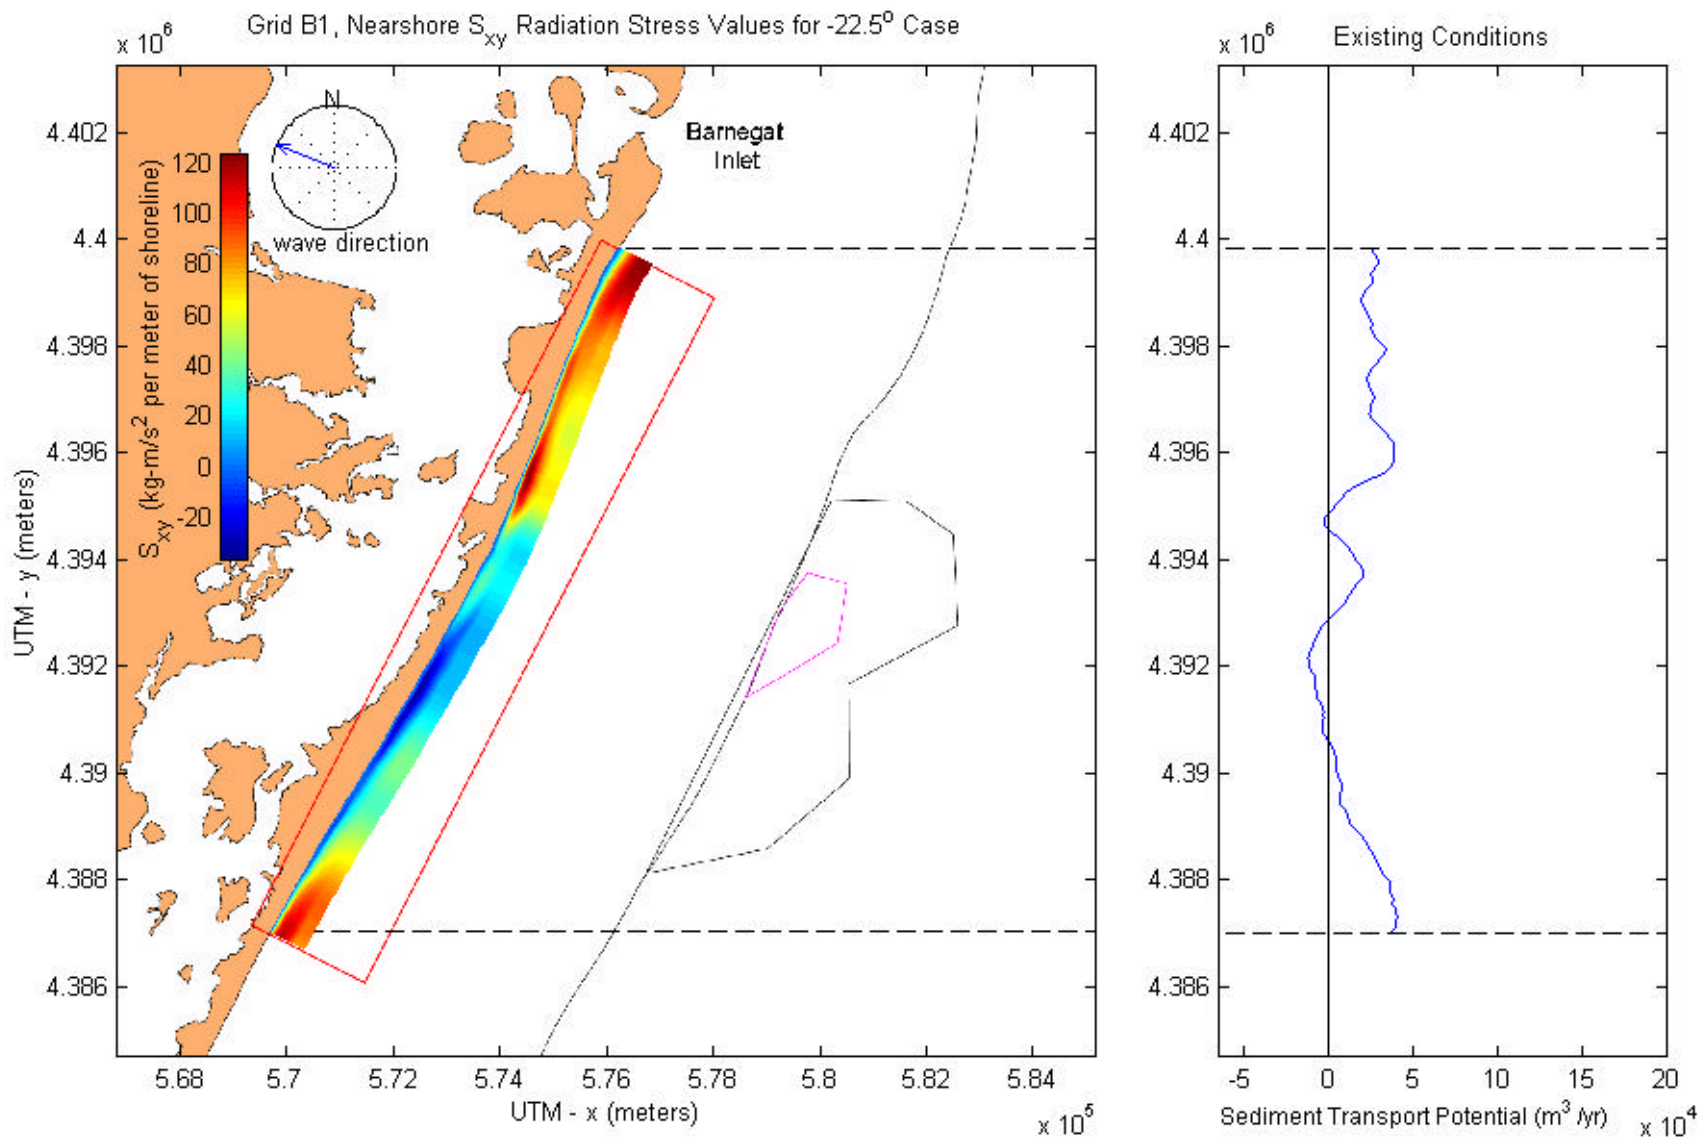 Grid B1, Nearshore Sxy Radiation Stress Values for -22.5° Case
x 10^6
N
wave direction
Barnegat
Inlet
Sxy (kg-m/s^2 per meter of shoreline)
120
100
80
60
40
20
0
-20
UTM - y (meters)
4.402
4.4
4.398
4.396
4.394
4.392
4.39
4.388
4.386
5.68
5.7
5.72
5.74
5.76
5.78
5.8
5.82
5.84
UTM - x (meters)
x 10^5
x 10^6
Existing Conditions
4.402
4.4
4.398
4.396
4.394
4.392
4.39
4.388
4.386
-5
0
5
10
15
20
Sediment Transport Potential (m^3 /yr)
x 10^4